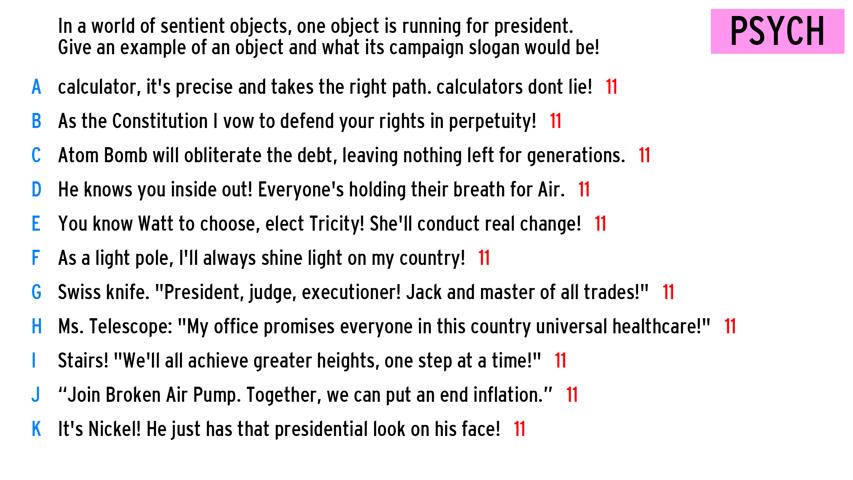 In a world of sentient objects, one object is running for president.
Give an example of an object and what its campaign slogan would be!
PSYCH
A calculator, it's precise and takes the right path. calculators dont lie! 11
B As the Constitution I vow to defend your rights in perpetuity! 11
C Atom Bomb will obliterate the debt, leaving nothing left for generations. 11
D He knows you inside out! Everyone's holding their breath for Air. 11
E You know Watt to choose, elect Tricity! She'll conduct real change! 11
F As a light pole, I'll always shine light on my country! 11
G Swiss knife. "President, judge, executioner! Jack and master of all trades!" 11
H Ms. Telescope: "My office promises everyone in this country universal healthcare!" 11
I Stairs! "We'll all achieve greater heights, one step at a time!" 11
J “Join Broken Air Pump. Together, we can put an end inflation.” 11
K It's Nickel! He just has that presidential look on his face! 11